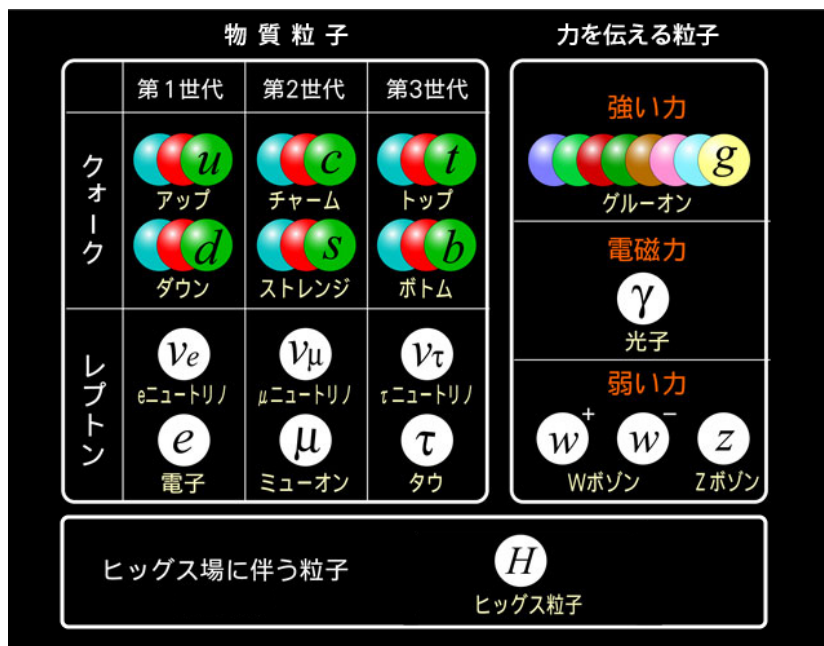 物質粒子
力を伝える粒子
第1世代 第2世代 第3世代
クォーク
u c t
アップ チャーム トップ
d s b
ダウン ストレンジ ボトム
レプトン
νe νμ ντ
eニュートリノ μニュートリノ τニュートリノ
e μ τ
電子 ミューオン タウ
強い力
g
グルーオン
電磁力
γ
光子
弱い力
w+ w− z
Wボゾン Zボゾン
ヒッグス場に伴う粒子
H
ヒッグス粒子